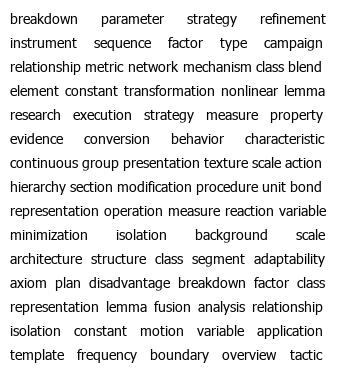 breakdown parameter strategy refinement
instrument sequence factor type campaign
relationship metric network mechanism class blend
element constant transformation nonlinear lemma
research execution strategy measure property
evidence conversion behavior characteristic
continuous group presentation texture scale action
hierarchy section modification procedure unit bond
representation operation measure reaction variable
minimization isolation background scale
architecture structure class segment adaptability
axiom plan disadvantage breakdown factor class
representation lemma fusion analysis relationship
isolation constant motion variable application
template frequency boundary overview tactic